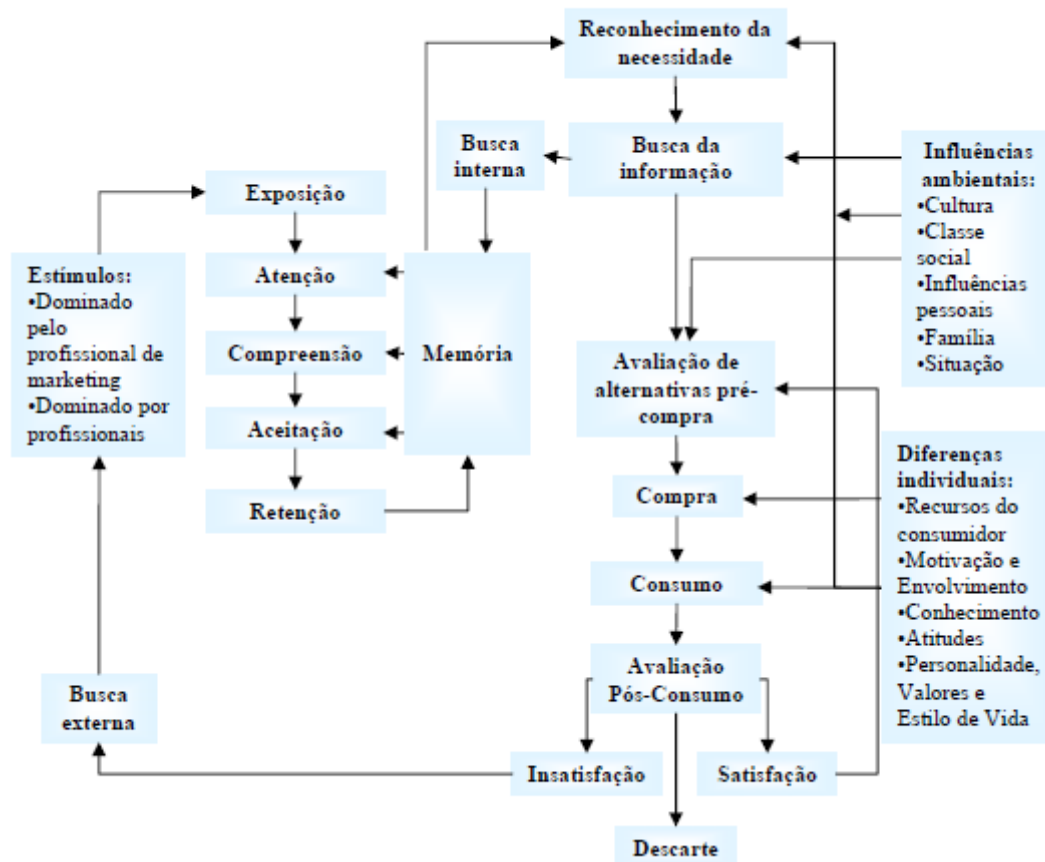 Reconhecimento da
necessidade
Busca
interna
Busca da
informação
Influências
ambientais:
•Cultura
•Classe
social
•Influências
pessoais
•Família
•Situação
Exposição
Atenção
Compreensão
Aceitação
Retenção
Estímulos:
•Dominado
pelo
profissional de
marketing
•Dominado por
profissionais
Memória
Avaliação de
alternativas pré-
compra
Compra
Consumo
Avaliação
Pós-Consumo
Diferenças
individuais:
•Recursos do
consumidor
•Motivação e
Envolvimento
•Conhecimento
•Atitudes
•Personalidade,
Valores e
Estilo de Vida
Busca
externa
Insatisfação
Satisfação
Descarte